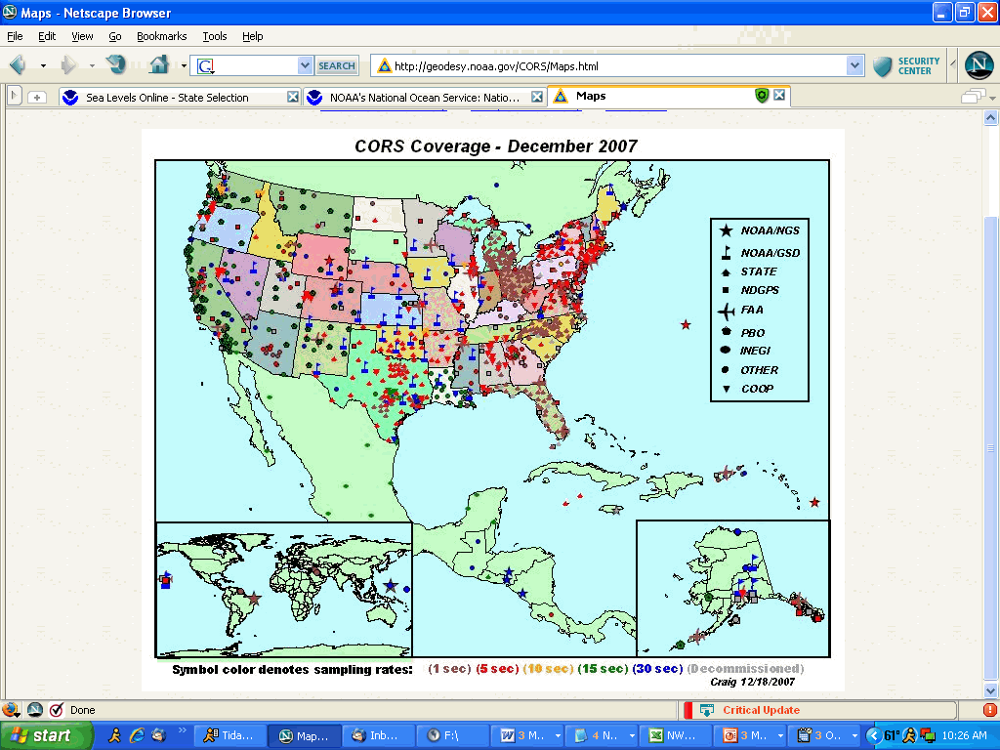 Maps - Netscape Browser
File Edit View Go Bookmarks Tools Help
G SEARCH http://geodesy.noaa.gov/CORS/Maps.html SECURITY CENTER N
Sea Levels Online - State Selection NOAA's National Ocean Service: Natio... Maps
CORS Coverage - December 2007
NOAA/NGS
NOAA/GSD
STATE
NDGPS
FAA
PBO
INEGI
OTHER
COOP
Symbol color denotes sampling rates: (1 sec) (5 sec) (10 sec) (15 sec) (30 sec) (Decommissioned)
Craig 12/18/2007
Done Critical Update
start Tida... Map... Inb... F:\ 3 M... 4 N... NW... 3 M... 3 O... 61° 10:26 AM